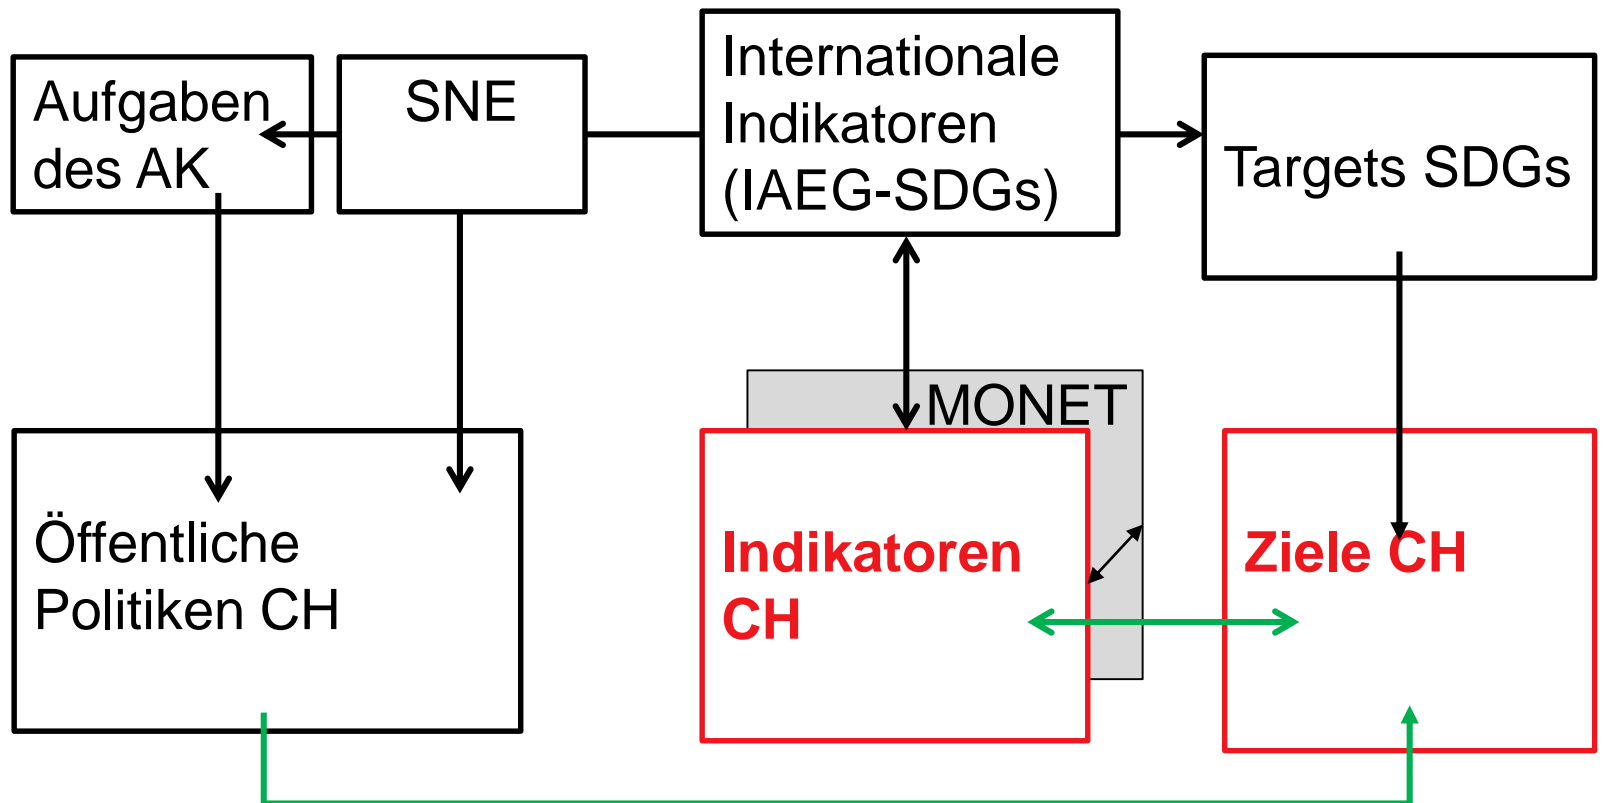 Aufgaben
des AK
SNE
Internationale
Indikatoren
(IAEG-SDGs)
Targets SDGs
MONET
Öffentliche
Politiken CH
Indikatoren
CH
Ziele CH